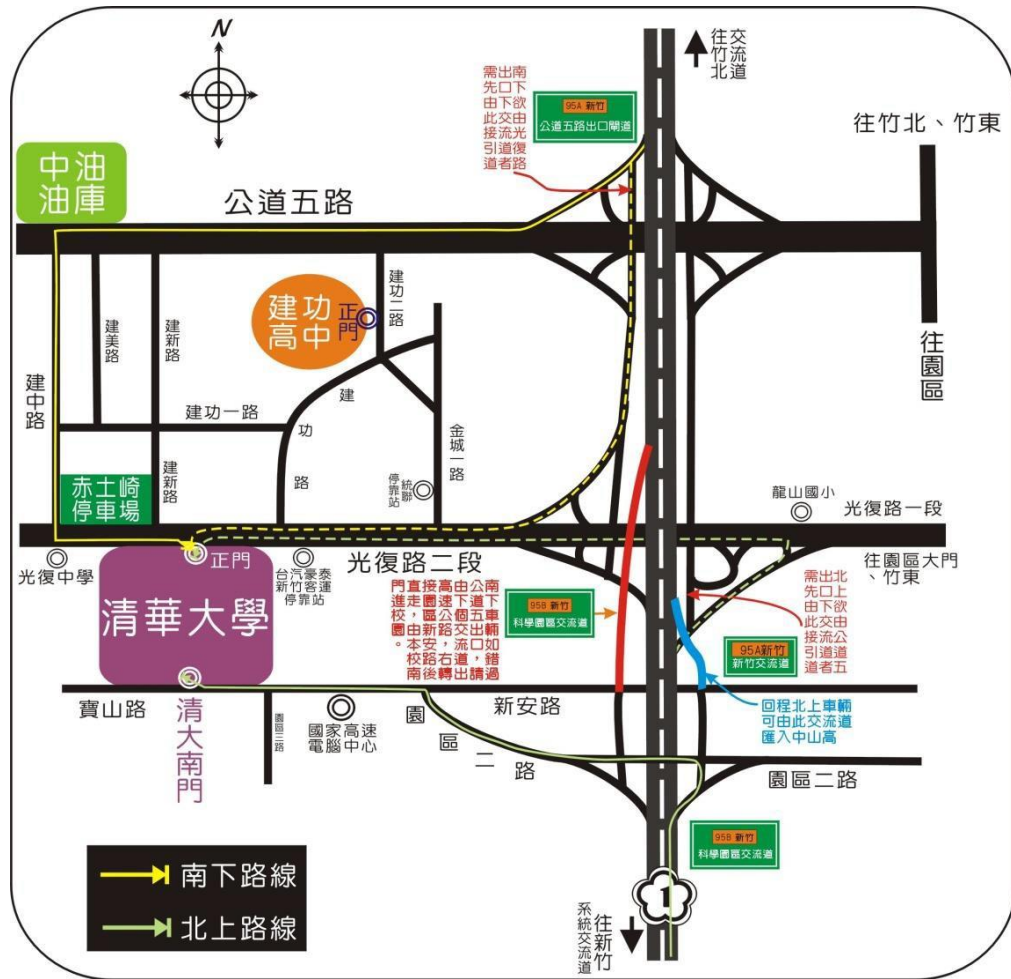 N
往竹北
交流道
南下欲由光復路
出口下交流道者
需先由此接引道
95A 新竹
公道五路出口閘道
往竹北、竹東
中油
油庫
公道五路
建功二路
建功
高中
正門
建美路
建新路
往園區
建中路
建功一路
建
功
路
金城一路
赤土崎
停車場
建新路
統聯
停靠站
龍山國小
光復路一段
正門
光復中學
台汽豪泰
新竹客運
停靠站
光復路二段
往園區大門
、竹東
清華大學
南下車輛如錯過
公道五出口,請
由下個交流道出
高速公路,右轉
接園區新安路後
直走,由本校南
門進校園。
95B 新竹
科學園區交流道
95A新竹
新竹交流道
北上欲由公道五
出口下交流道者
需先由此接引道
寶山路
清大南門
園區三路
國家高速
電腦中心
園
區
二
路
新安路
回程北上車輛
可由此交流道
匯入中山高
園區二路
95B 新竹
科學園區交流道
南下路線
北上路線
1
往新竹
系統交流道